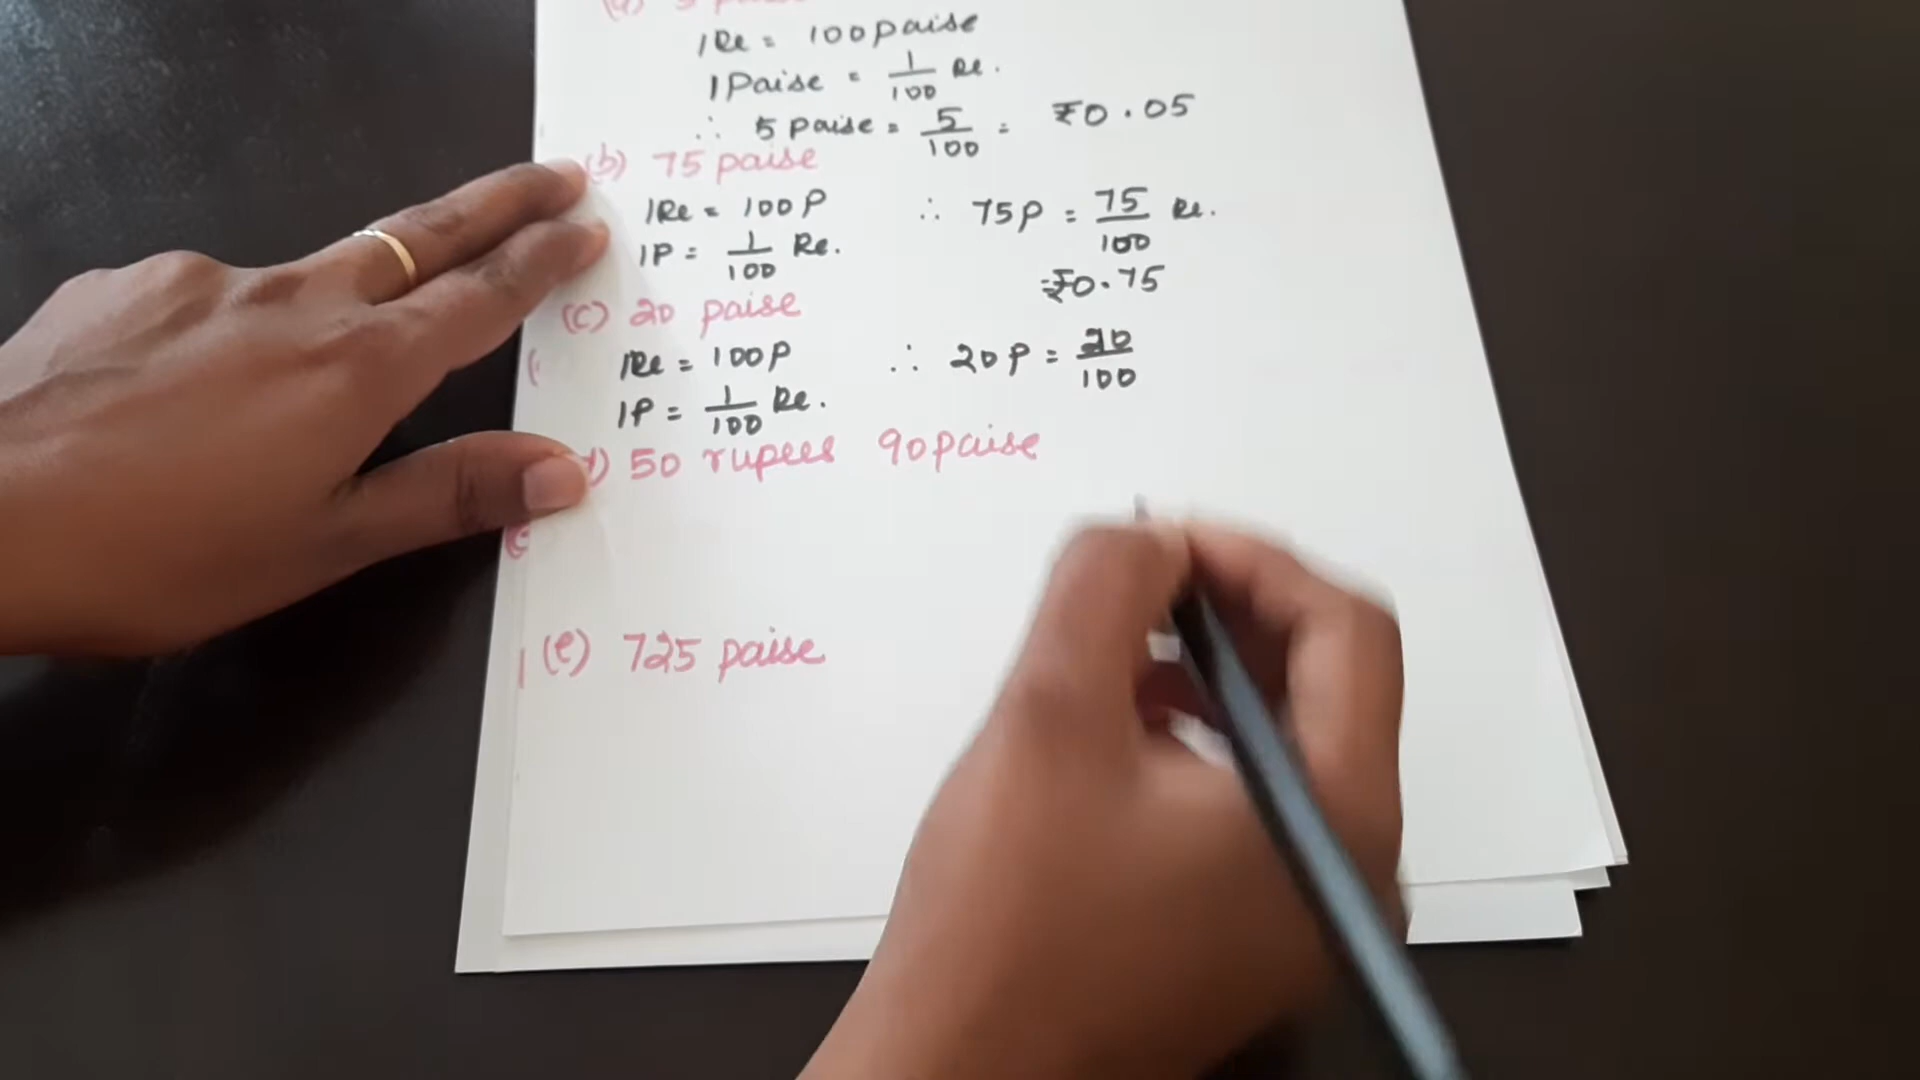 (a) 5 paise
1Re = 100paise
1Paise = 1/100 Re.
∴ 5 paise = 5/100 = ₹0.05
(b) 75 paise
1Re = 100P ∴ 75P = 75/100 Re.
1P = 1/100 Re. =₹0.75
(c) 20 paise
1Re = 100P ∴ 20P = 20/100
1P = 1/100 Re.
) 50 rupees 90paise
(e) 725 paise